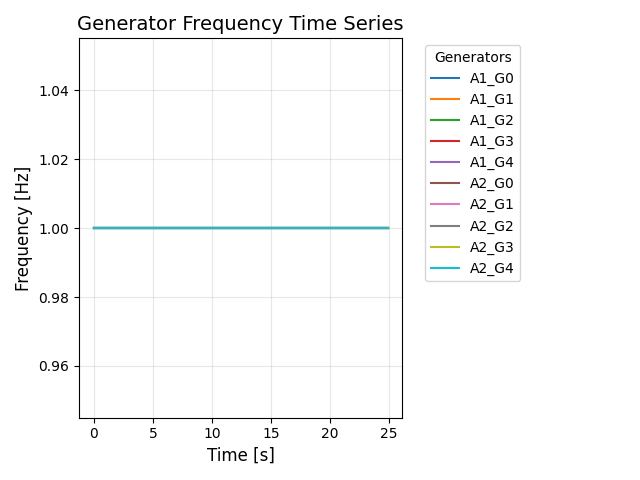 Generator Frequency Time Series
Frequency [Hz]
1.04
1.02
1.00
0.98
0.96
0
5
10
15
20
25
Time [s]
Generators
A1_G0
A1_G1
A1_G2
A1_G3
A1_G4
A2_G0
A2_G1
A2_G2
A2_G3
A2_G4